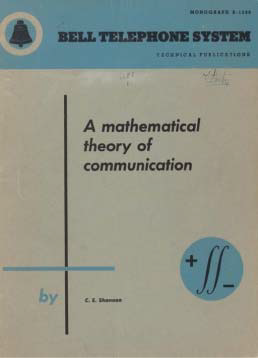 MONOGRAPH B-1598
BELL TELEPHONE SYSTEM
TECHNICAL PUBLICATIONS
A mathematical
theory of
communication
by
C. E. Shannon
+ ∬ −